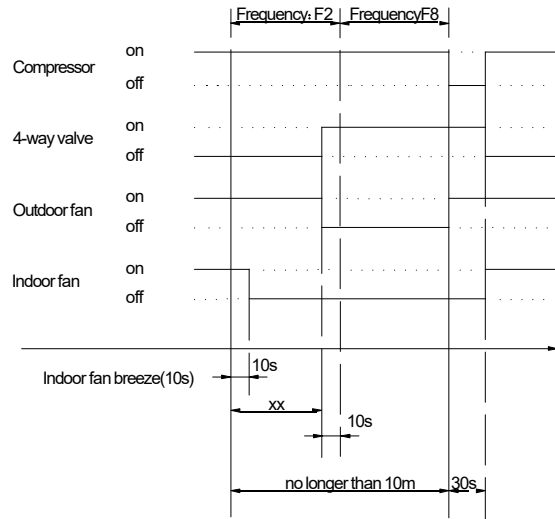 Frequency: F2
FrequencyF8
on
Compressor
off
on
4-way valve
off
on
Outdoor fan
off
on
Indoor fan
off
10s
Indoor fan breeze(10s)
xx
10s
no longer than 10m
30s